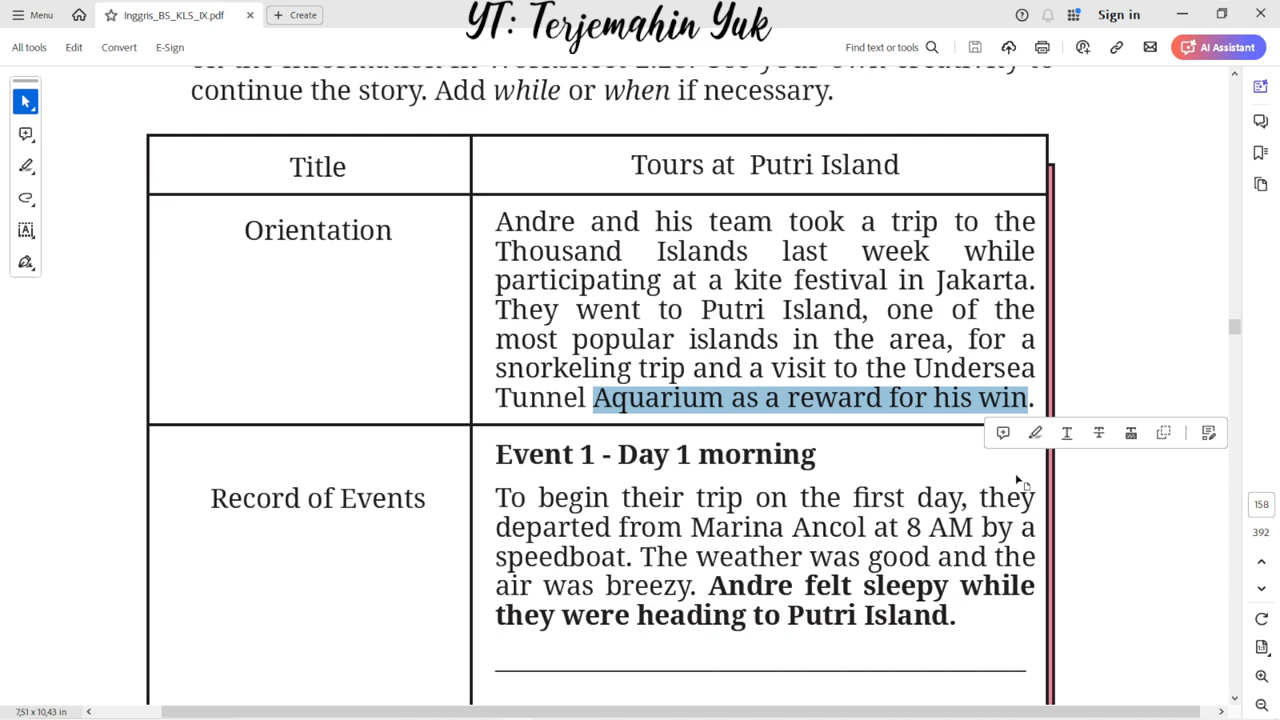 Menu
Inggris_BS_KLS_IX.pdf
Create
YT: Terjemahin Yuk
Sign in
All tools
Edit
Convert
E-Sign
Find text or tools
AI Assistant
continue the story. Add while or when if necessary.
Title
Tours at Putri Island
Orientation
Andre and his team took a trip to the
Thousand Islands last week while
participating at a kite festival in Jakarta.
They went to Putri Island, one of the
most popular islands in the area, for a
snorkeling trip and a visit to the Undersea
Tunnel Aquarium as a reward for his win.
Record of Events
Event 1 - Day 1 morning
To begin their trip on the first day, they
departed from Marina Ancol at 8 AM by a
speedboat. The weather was good and the
air was breezy. Andre felt sleepy while
they were heading to Putri Island.
158
392
7,51 x 10,43 in